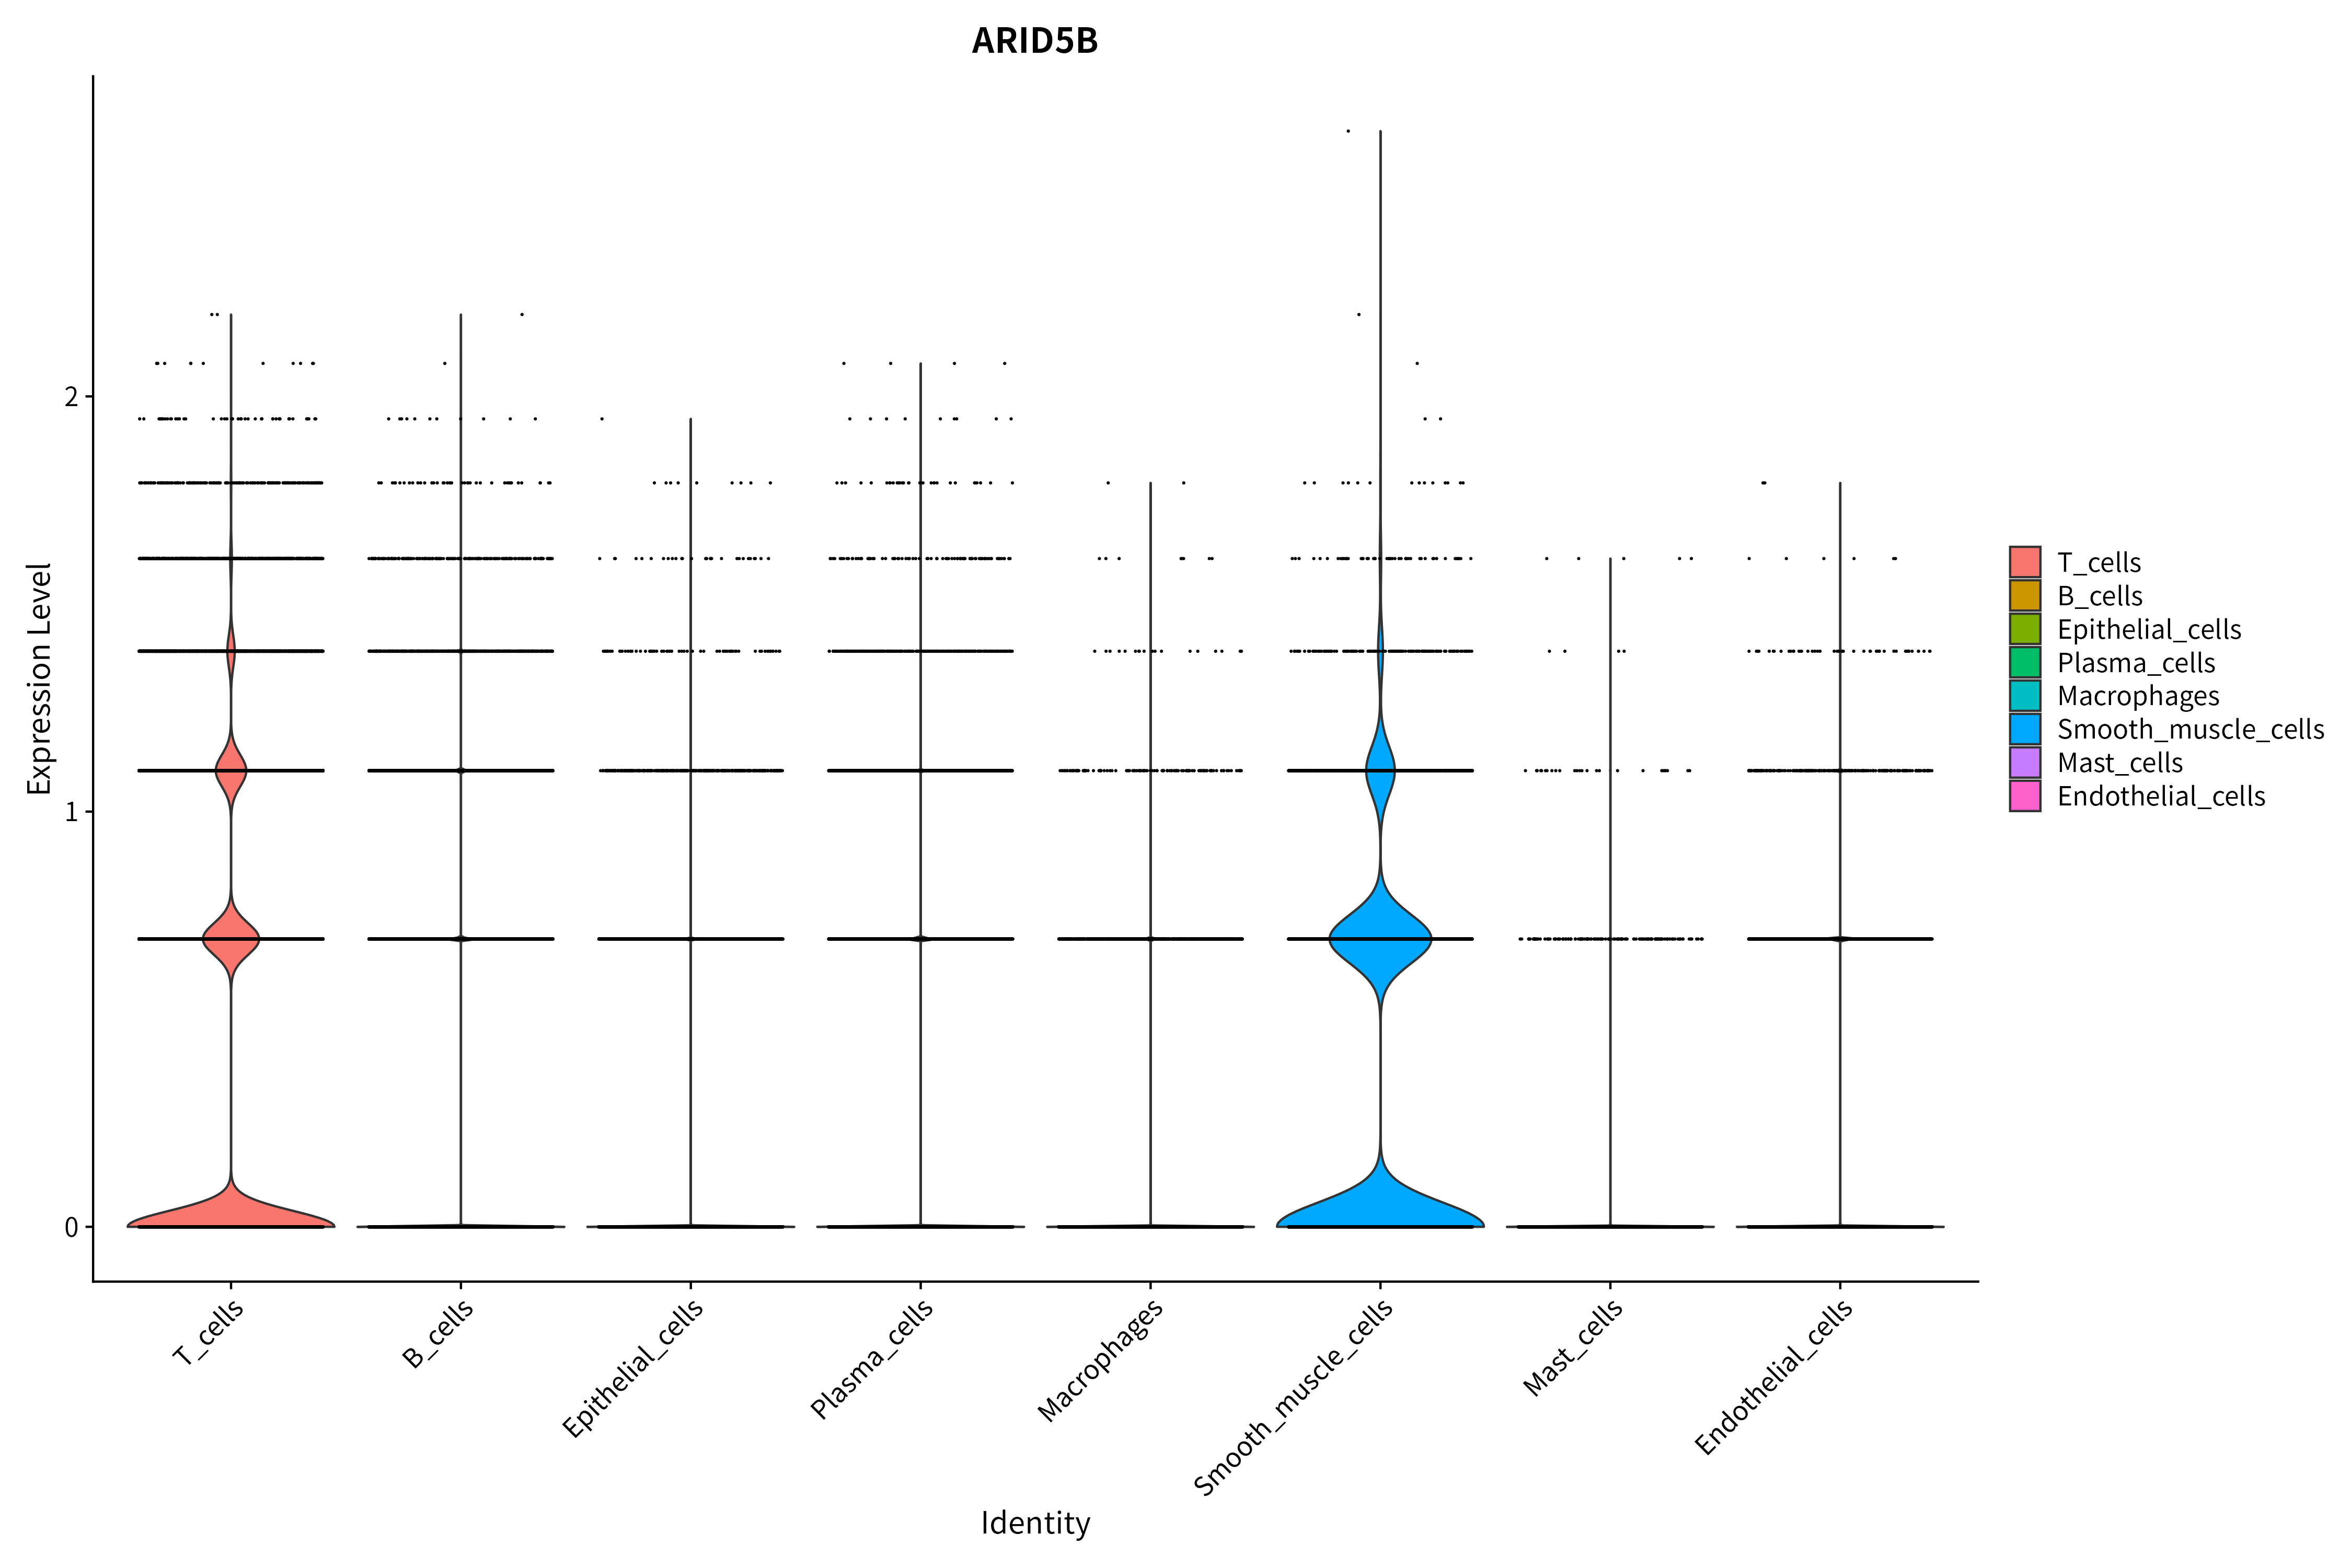 ARID5B
Expression Level
2
1
0
T_cells
B_cells
Epithelial_cells
Plasma_cells
Macrophages
Smooth_muscle_cells
Mast_cells
Endothelial_cells
Identity
T_cells
B_cells
Epithelial_cells
Plasma_cells
Macrophages
Smooth_muscle_cells
Mast_cells
Endothelial_cells